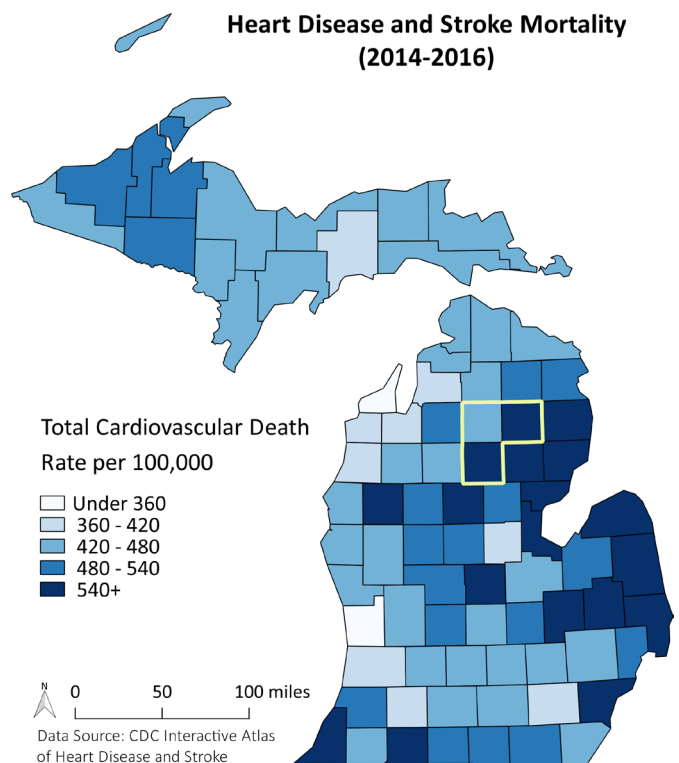 Heart Disease and Stroke Mortality
(2014-2016)
Total Cardiovascular Death
Rate per 100,000
Under 360
360 - 420
420 - 480
480 - 540
540+
N
0 50 100 miles
Data Source: CDC Interactive Atlas
of Heart Disease and Stroke